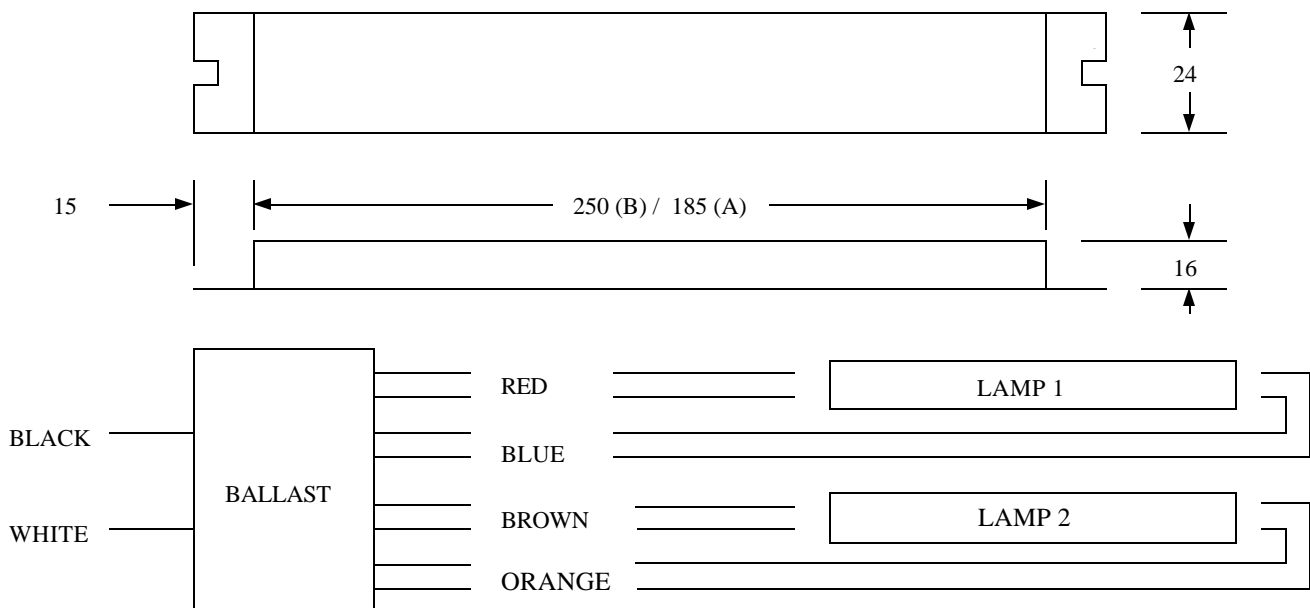 24
15
250 (B) / 185 (A)
16
RED
LAMP 1
BLACK
BLUE
BALLAST
BROWN
LAMP 2
WHITE
ORANGE